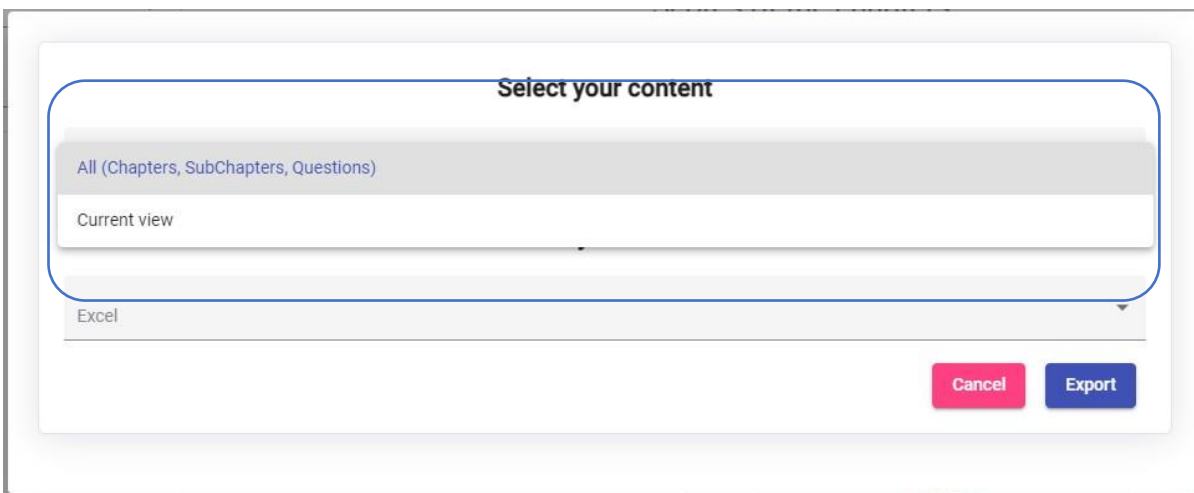 Select your content
All (Chapters, SubChapters, Questions)
Current view
Excel
Cancel
Export